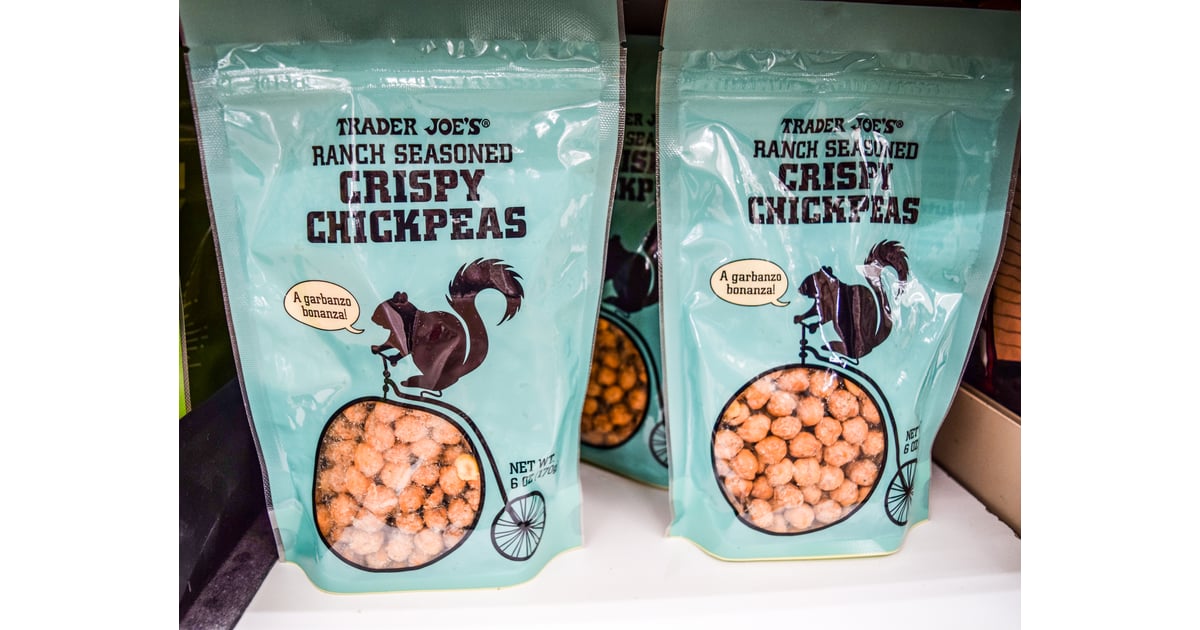 TRADER JOE'S®
RANCH SEASONED
CRISPY
CHICKPEAS
A garbanzo
bonanza!
NET WT.
6 OZ (170g)
TRADER JOE'S®
RANCH SEASONED
CRISPY
CHICKPEAS
A garbanzo
bonanza!
NET
6 OZ